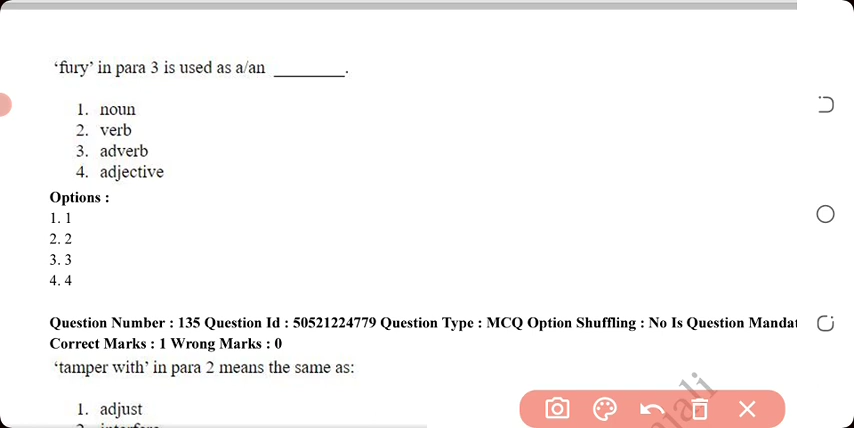 ‘fury’ in para 3 is used as a/an ________.
1. noun
2. verb
3. adverb
4. adjective
Options :
1. 1
2. 2
3. 3
4. 4
Question Number : 135 Question Id : 50521224779 Question Type : MCQ Option Shuffling : No Is Question
Correct Marks : 1 Wrong Marks : 0
‘tamper with’ in para 2 means the same as:
1. adjust